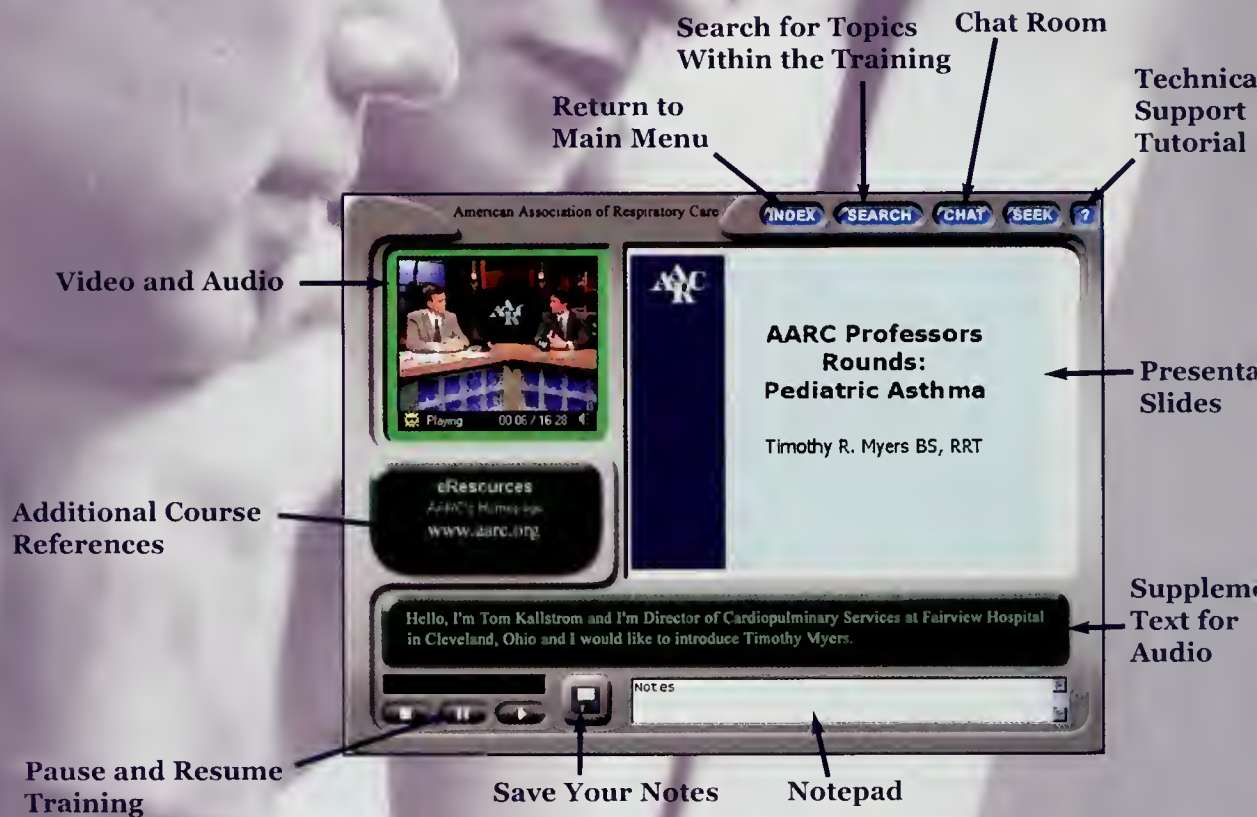 Search for Topics
Within the Training
Chat Room
Return to
Main Menu
Technica
Support
Tutorial
American Association of Respiratory Care
INDEX
SEARCH
CHAT
SEEK
?
Video and Audio
AARC
AARC
AARC Professors
Rounds:
Pediatric Asthma
Timothy R. Myers BS, RRT
Presenta
Slides
Playing 00:06 / 16:28
Additional Course
References
eResources
AARC's Homepage
www.aarc.org
Hello, I'm Tom Kallstrom and I'm Director of Cardiopulminary Services at Fairview Hospital
in Cleveland, Ohio and I would like to introduce Timothy Myers.
Suppleme
Text for
Audio
Notes
Pause and Resume
Training
Save Your Notes
Notepad